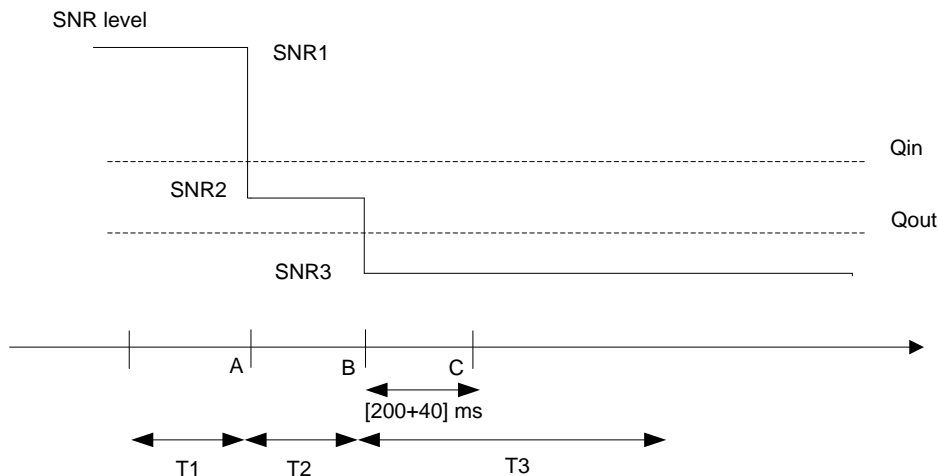 SNR level
SNR1
Qin
SNR2
Qout
SNR3
A
B
C
[200+40] ms
T1
T2
T3